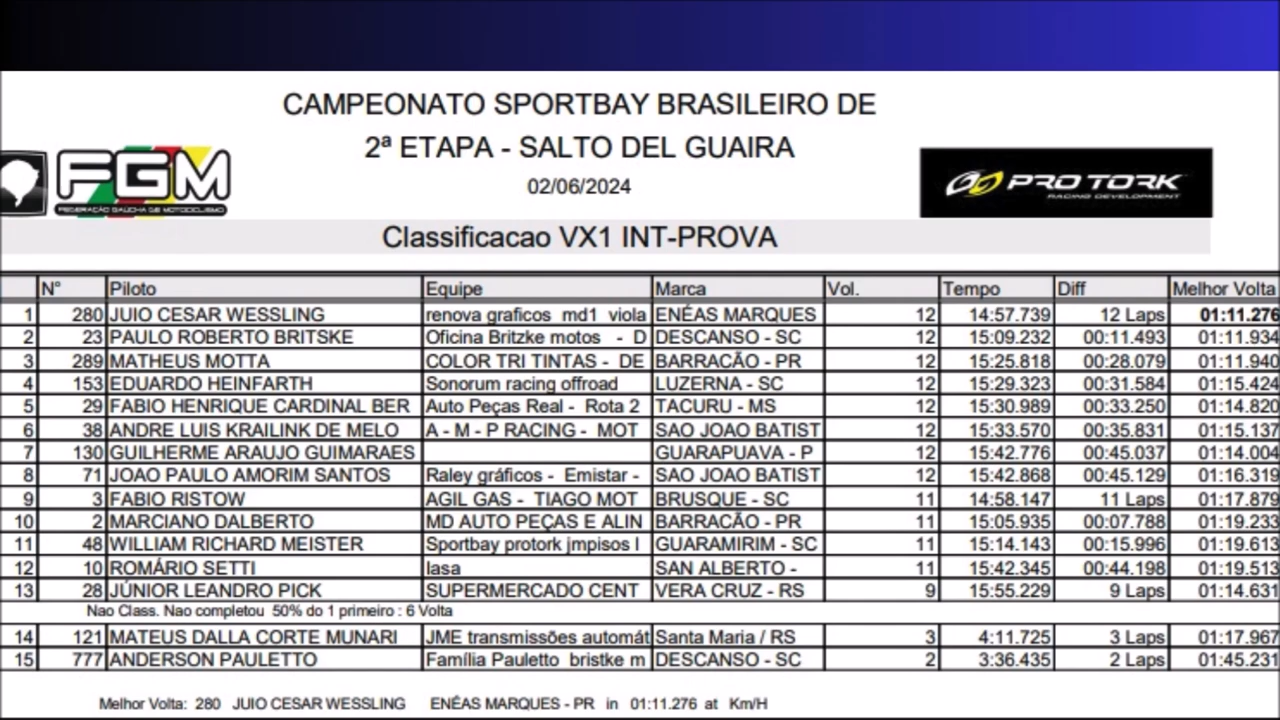 CAMPEONATO SPORTBAY BRASILEIRO DE
2ª ETAPA - SALTO DEL GUAIRA
02/06/2024
FGM
FEDERAÇÃO GAÚCHA DE MOTOCICLISMO
PRO TORK
RACING DEVELOPMENT
Classificacao VX1 INT-PROVA
N° Piloto Equipe Marca Vol. Tempo Diff Melhor Volta
1 280 JUIO CESAR WESSLING renova graficos md1 viola ENÉAS MARQUES 12 14:57.739 12 Laps 01:11.276
2 23 PAULO ROBERTO BRITSKE Oficina Britzke motos - D DESCANSO - SC 12 15:09.232 00:11.493 01:11.934
3 289 MATHEUS MOTTA COLOR TRI TINTAS - DE BARRACÃO - PR 12 15:25.818 00:28.079 01:11.940
4 153 EDUARDO HEINFARTH Sonorum racing offroad LUZERNA - SC 12 15:29.323 00:31.584 01:15.424
5 29 FABIO HENRIQUE CARDINAL BER Auto Peças Real - Rota 2 TACURU - MS 12 15:30.989 00:33.250 01:14.820
6 38 ANDRE LUIS KRAILINK DE MELO A - M - P RACING - MOT SAO JOAO BATIST 12 15:33.570 00:35.831 01:15.137
7 130 GUILHERME ARAUJO GUIMARAES GUARAPUAVA - P 12 15:42.776 00:45.037 01:14.004
8 71 JOAO PAULO AMORIM SANTOS Raley gráficos - Emistar - SAO JOAO BATIST 12 15:42.868 00:45.129 01:16.319
9 3 FABIO RISTOW AGIL GAS - TIAGO MOT BRUSQUE - SC 11 14:58.147 11 Laps 01:17.879
10 2 MARCIANO DALBERTO MD AUTO PEÇAS E ALIN BARRACÃO - PR 11 15:05.935 00:07.788 01:19.233
11 48 WILLIAM RICHARD MEISTER Sportbay protork jmpisos l GUARAMIRIM - SC 11 15:14.143 00:15.996 01:19.613
12 10 ROMÁRIO SETTI Iasa SAN ALBERTO - 11 15:42.345 00:44.198 01:19.513
13 28 JÚNIOR LEANDRO PICK SUPERMERCADO CENT VERA CRUZ - RS 9 15:55.229 9 Laps 01:14.631
Nao Class. Nao completou 50% do 1 primeiro : 6 Volta
14 121 MATEUS DALLA CORTE MUNARI JME transmissões automát Santa Maria / RS 3 4:11.725 3 Laps 01:17.967
15 777 ANDERSON PAULETTO Família Pauletto bristke m DESCANSO - SC 2 3:36.435 2 Laps 01:45.231
Melhor Volta: 280 JUIO CESAR WESSLING ENÉAS MARQUES - PR in 01:11.276 at Km/H